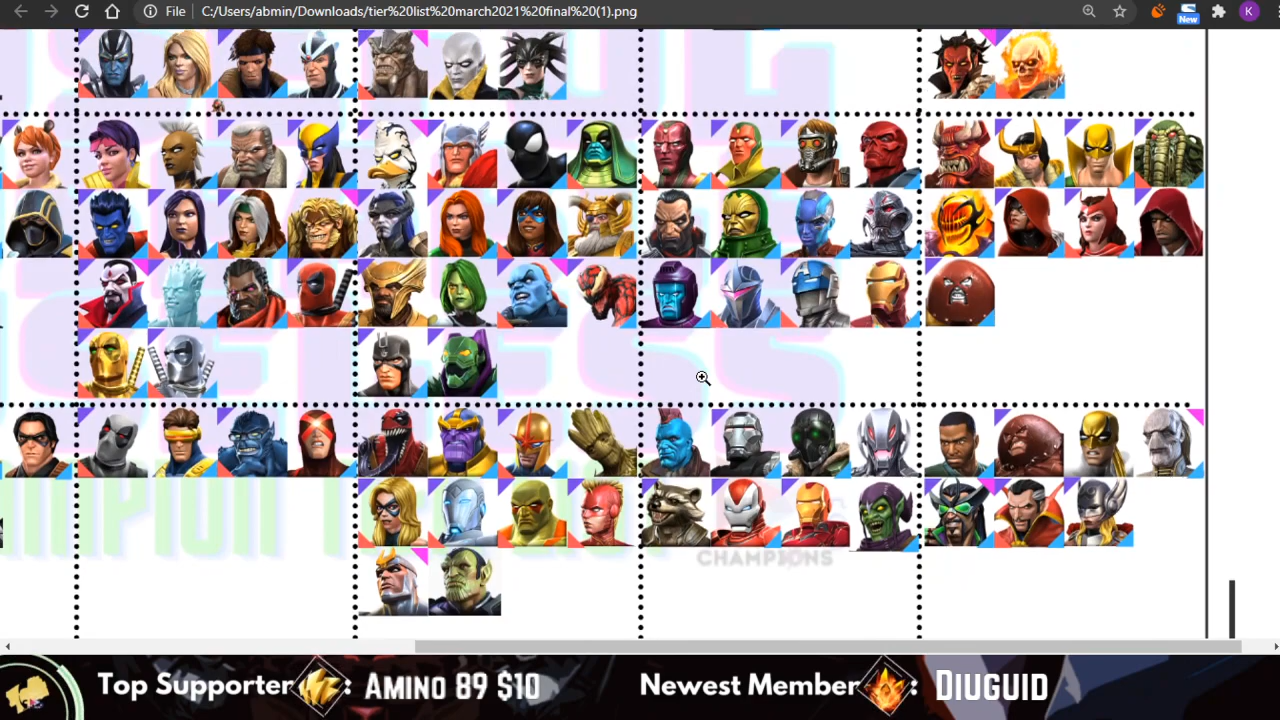 File C:/Users/abmin/Downloads/tier%20list%20march2021%20final%20(1).png
New
K
CHAMPIONS
Top Supporter : Amino 89 $10
Newest Member : Diuguid